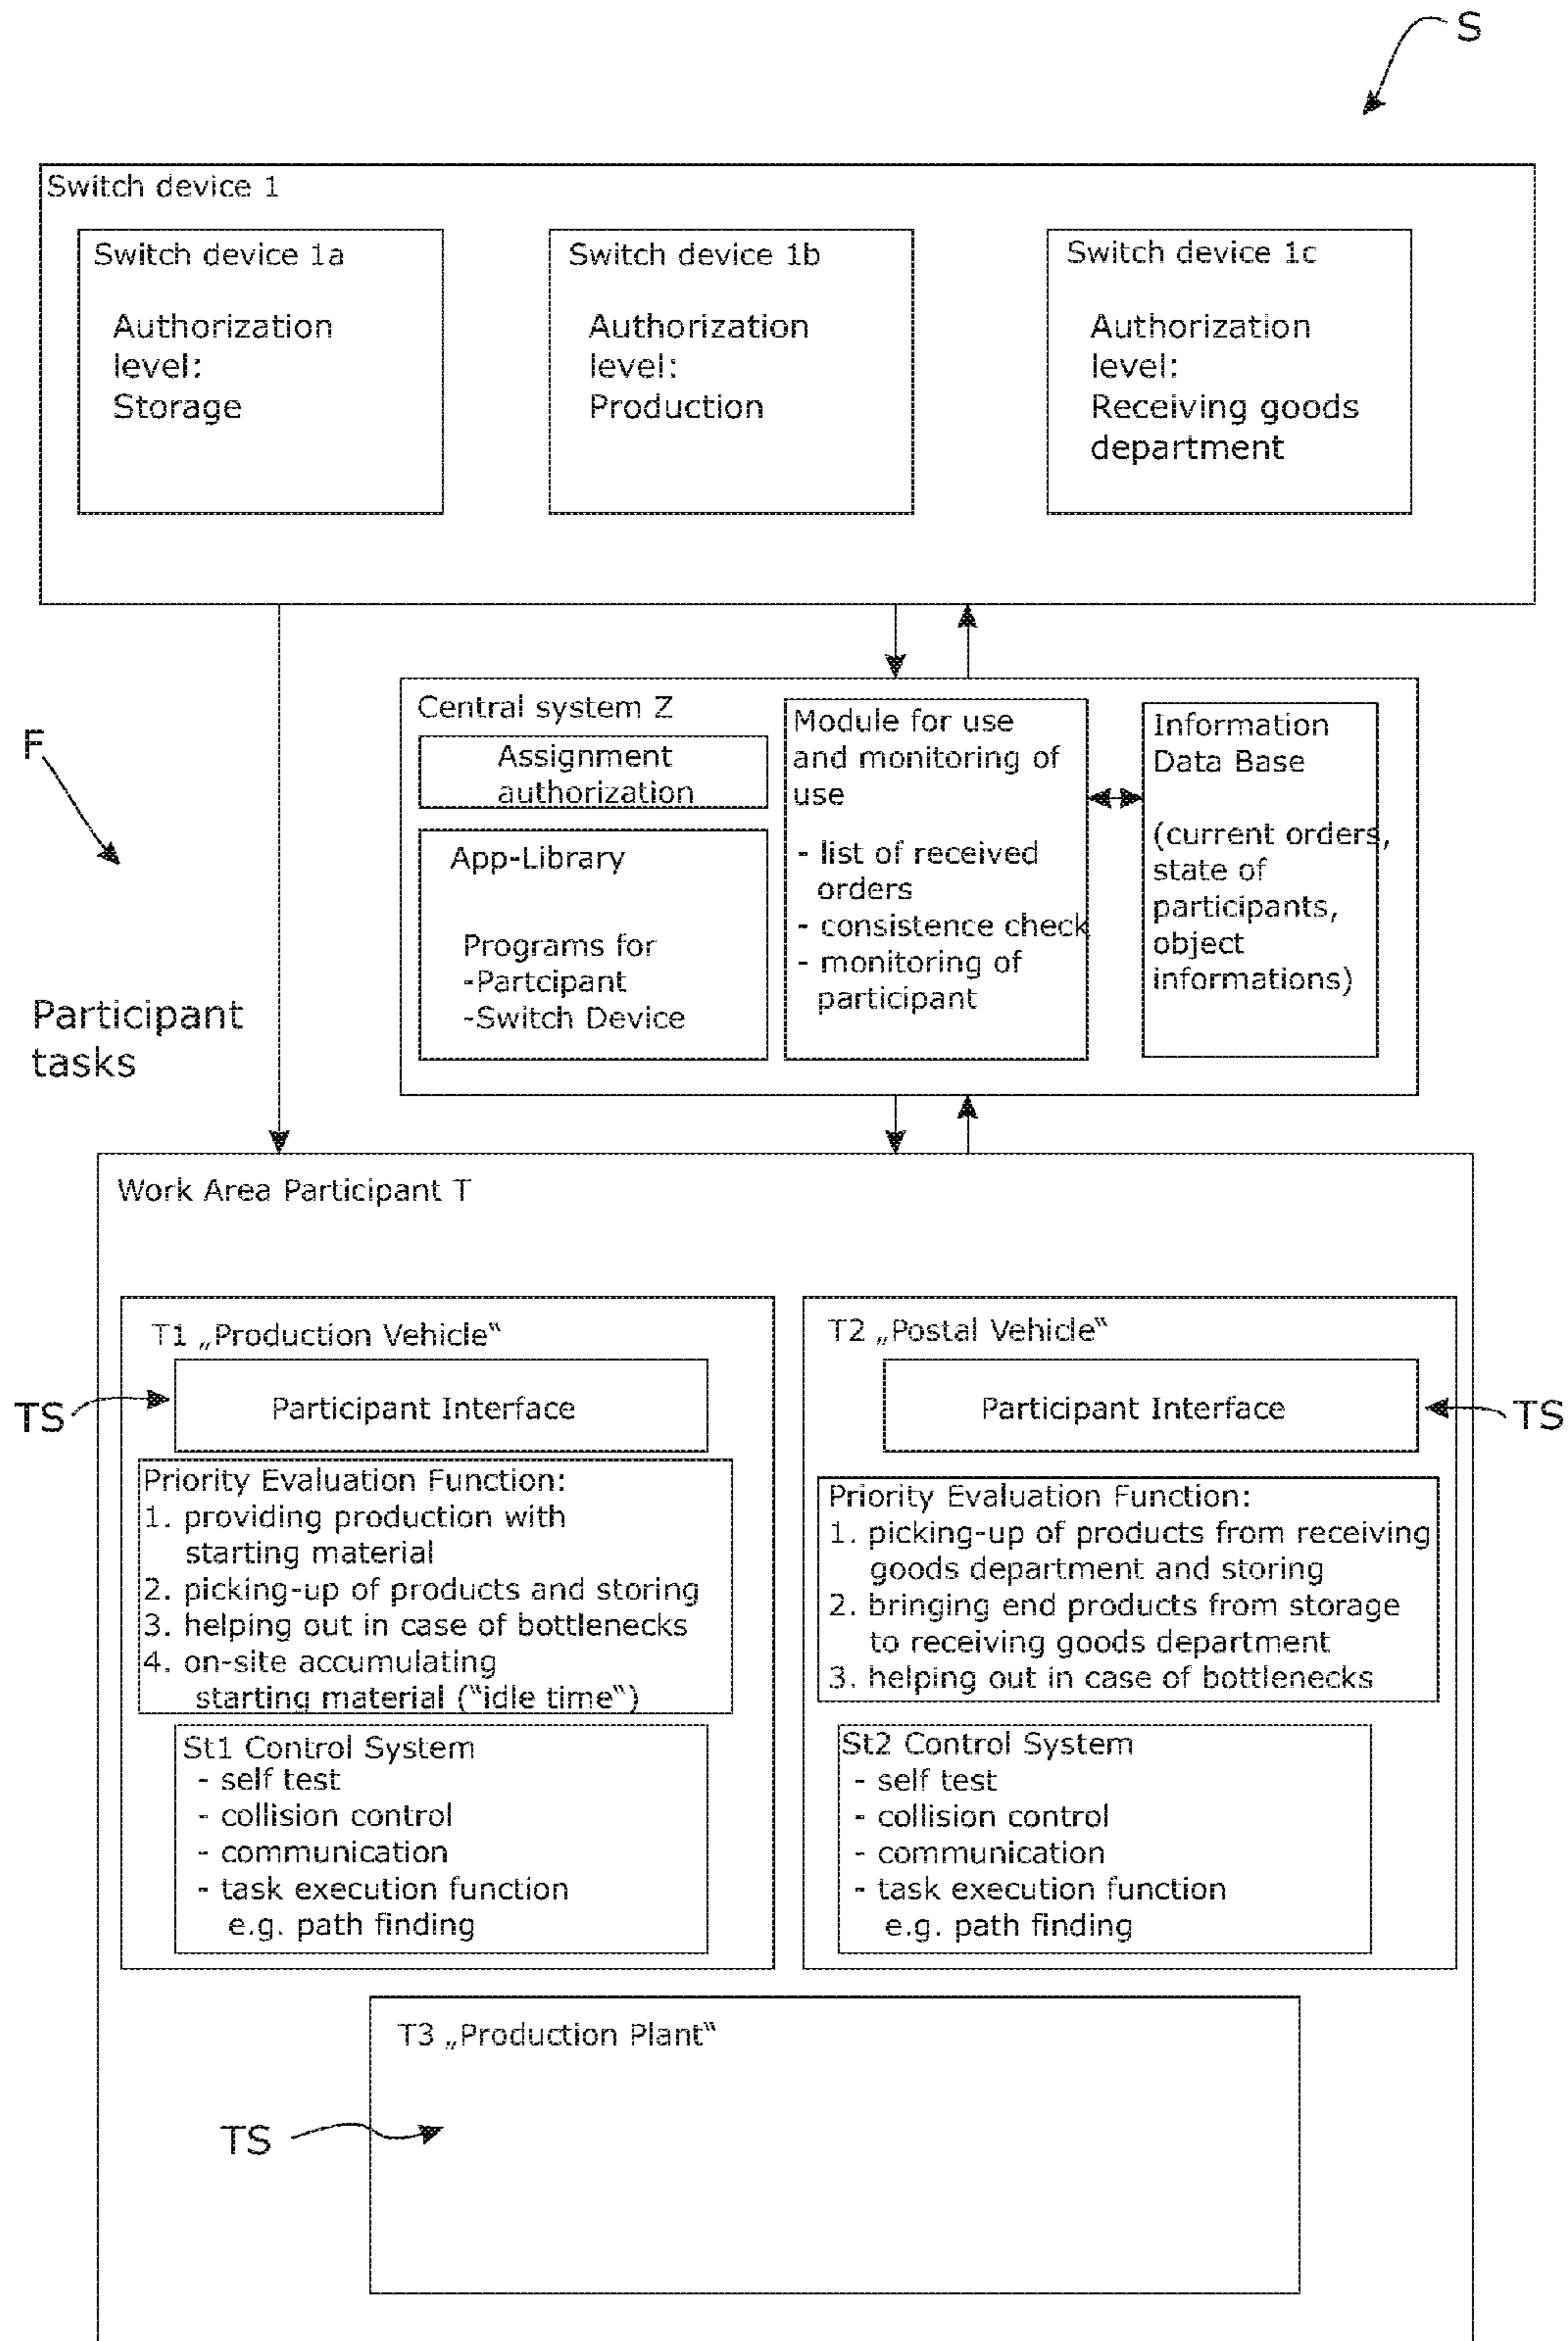 S
Switch device 1
Switch device 1a
Authorization
level:
Storage
Switch device 1b
Authorization
level:
Production
Switch device 1c
Authorization
level:
Receiving goods
department
F
Participant
tasks
Central system Z
Assignment
authorization
App-Library
Programs for
-Partcipant
-Switch Device
Module for use
and monitoring of
use
- list of received
orders
- consistence check
- monitoring of
participant
Information
Data Base
(current orders,
state of
participants,
object
informations)
Work Area Participant T
T1 „Production Vehicle“
TS
Participant Interface
Priority Evaluation Function:
1. providing production with
starting material
2. picking-up of products and storing
3. helping out in case of bottlenecks
4. on-site accumulating
starting material (“idle time“)
St1 Control System
- self test
- collision control
- communication
- task execution function
e.g. path finding
T2 „Postal Vehicle“
Participant Interface
TS
Priority Evaluation Function:
1. picking-up of products from receiving
goods department and storing
2. bringing end products from storage
to receiving goods department
3. helping out in case of bottlenecks
St2 Control System
- self test
- collision control
- communication
- task execution function
e.g. path finding
T3 „Production Plant“
TS